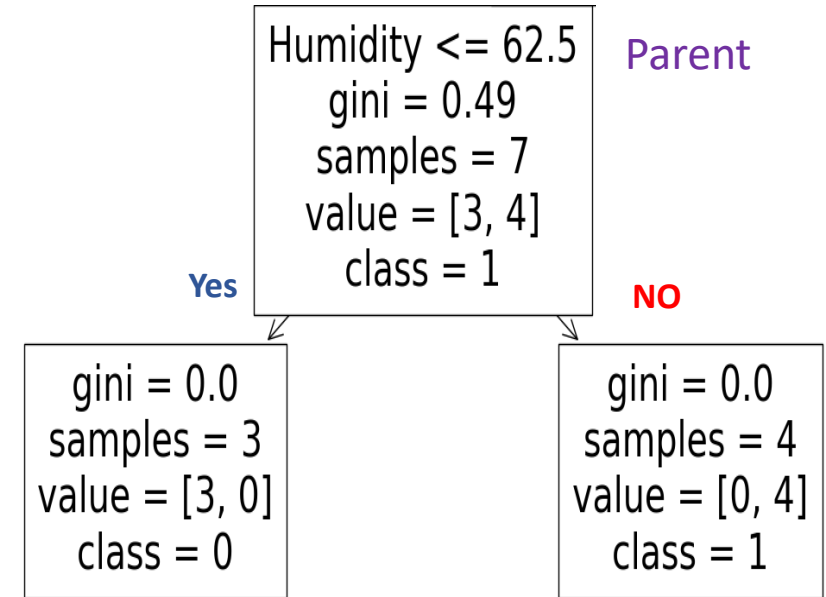 Humidity <= 62.5
gini = 0.49
samples = 7
value = [3, 4]
class = 1
Parent
Yes
NO
gini = 0.0
samples = 3
value = [3, 0]
class = 0
gini = 0.0
samples = 4
value = [0, 4]
class = 1